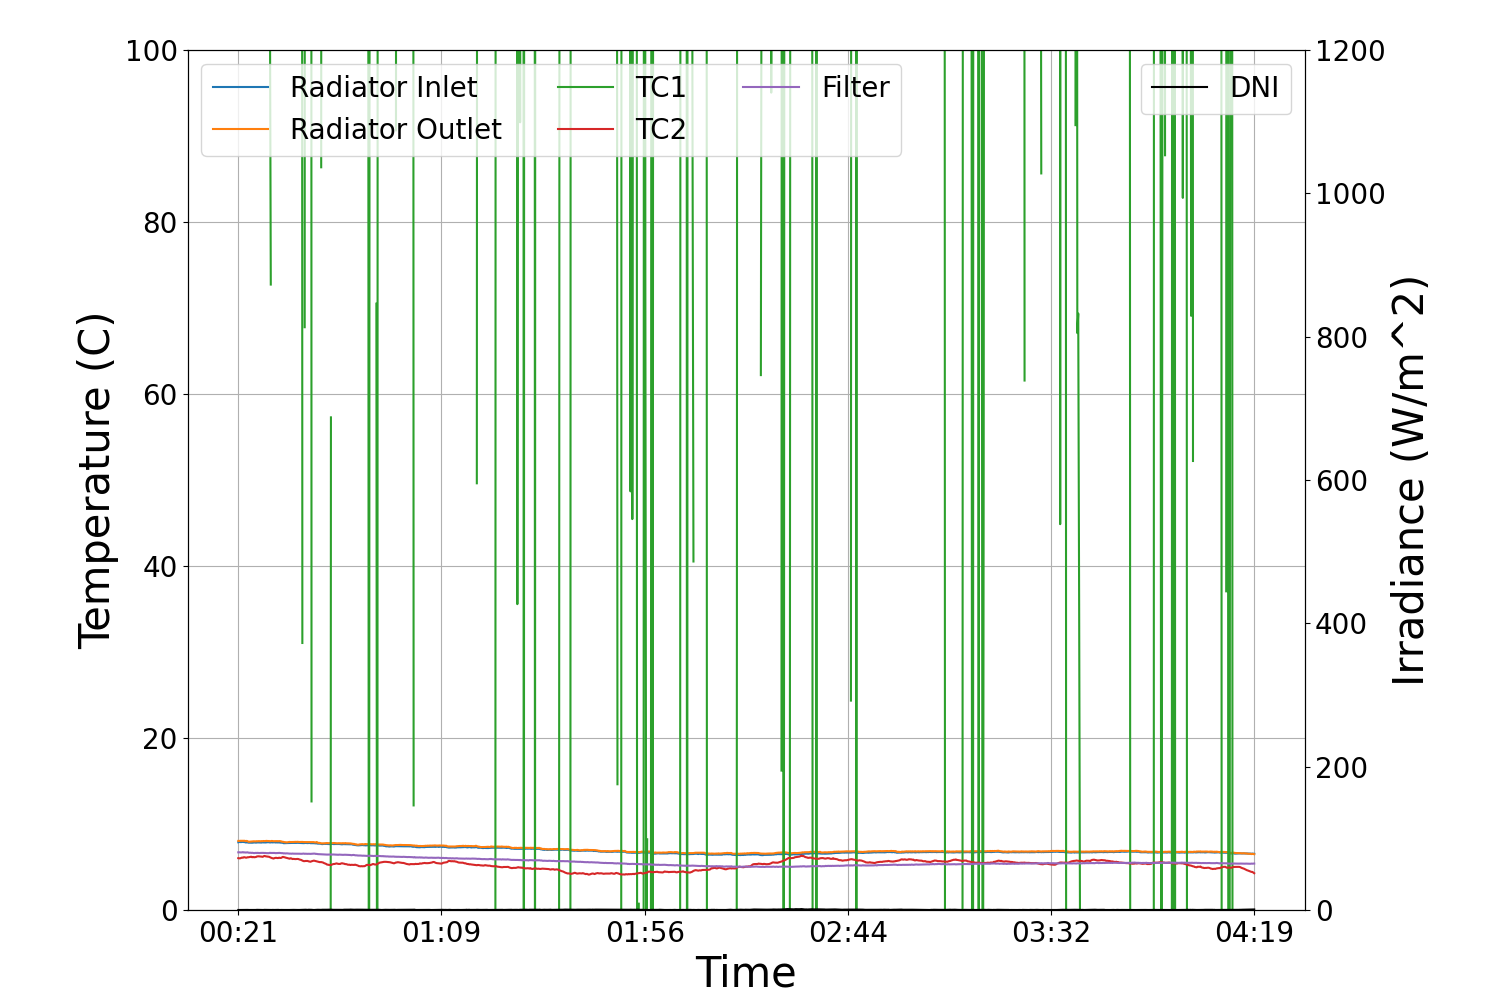 100
80
60
40
20
0
Temperature (C)
Radiator Inlet
Radiator Outlet
TC1
TC2
Filter
DNI
1200
1000
800
600
400
200
0
Irradiance (W/m^2)
00:21 01:09 01:56 02:44 03:32 04:19
Time